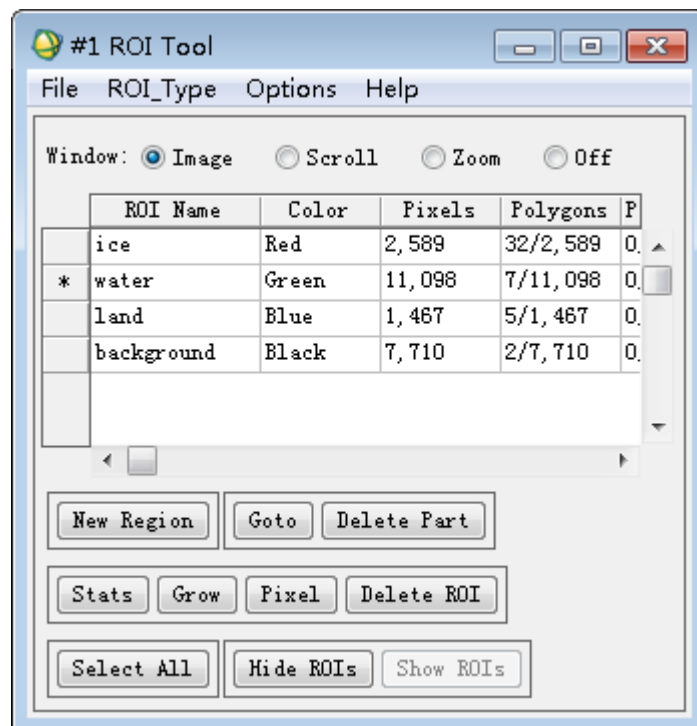 #1 ROI Tool
File ROI_Type Options Help
Window: Image Scroll Zoom Off
ROI Name Color Pixels Polygons P
ice Red 2,589 32/2,589 0,
* water Green 11,098 7/11,098 0,
land Blue 1,467 5/1,467 0,
background Black 7,710 2/7,710 0,
New Region Goto Delete Part
Stats Grow Pixel Delete ROI
Select All Hide ROIs Show ROIs